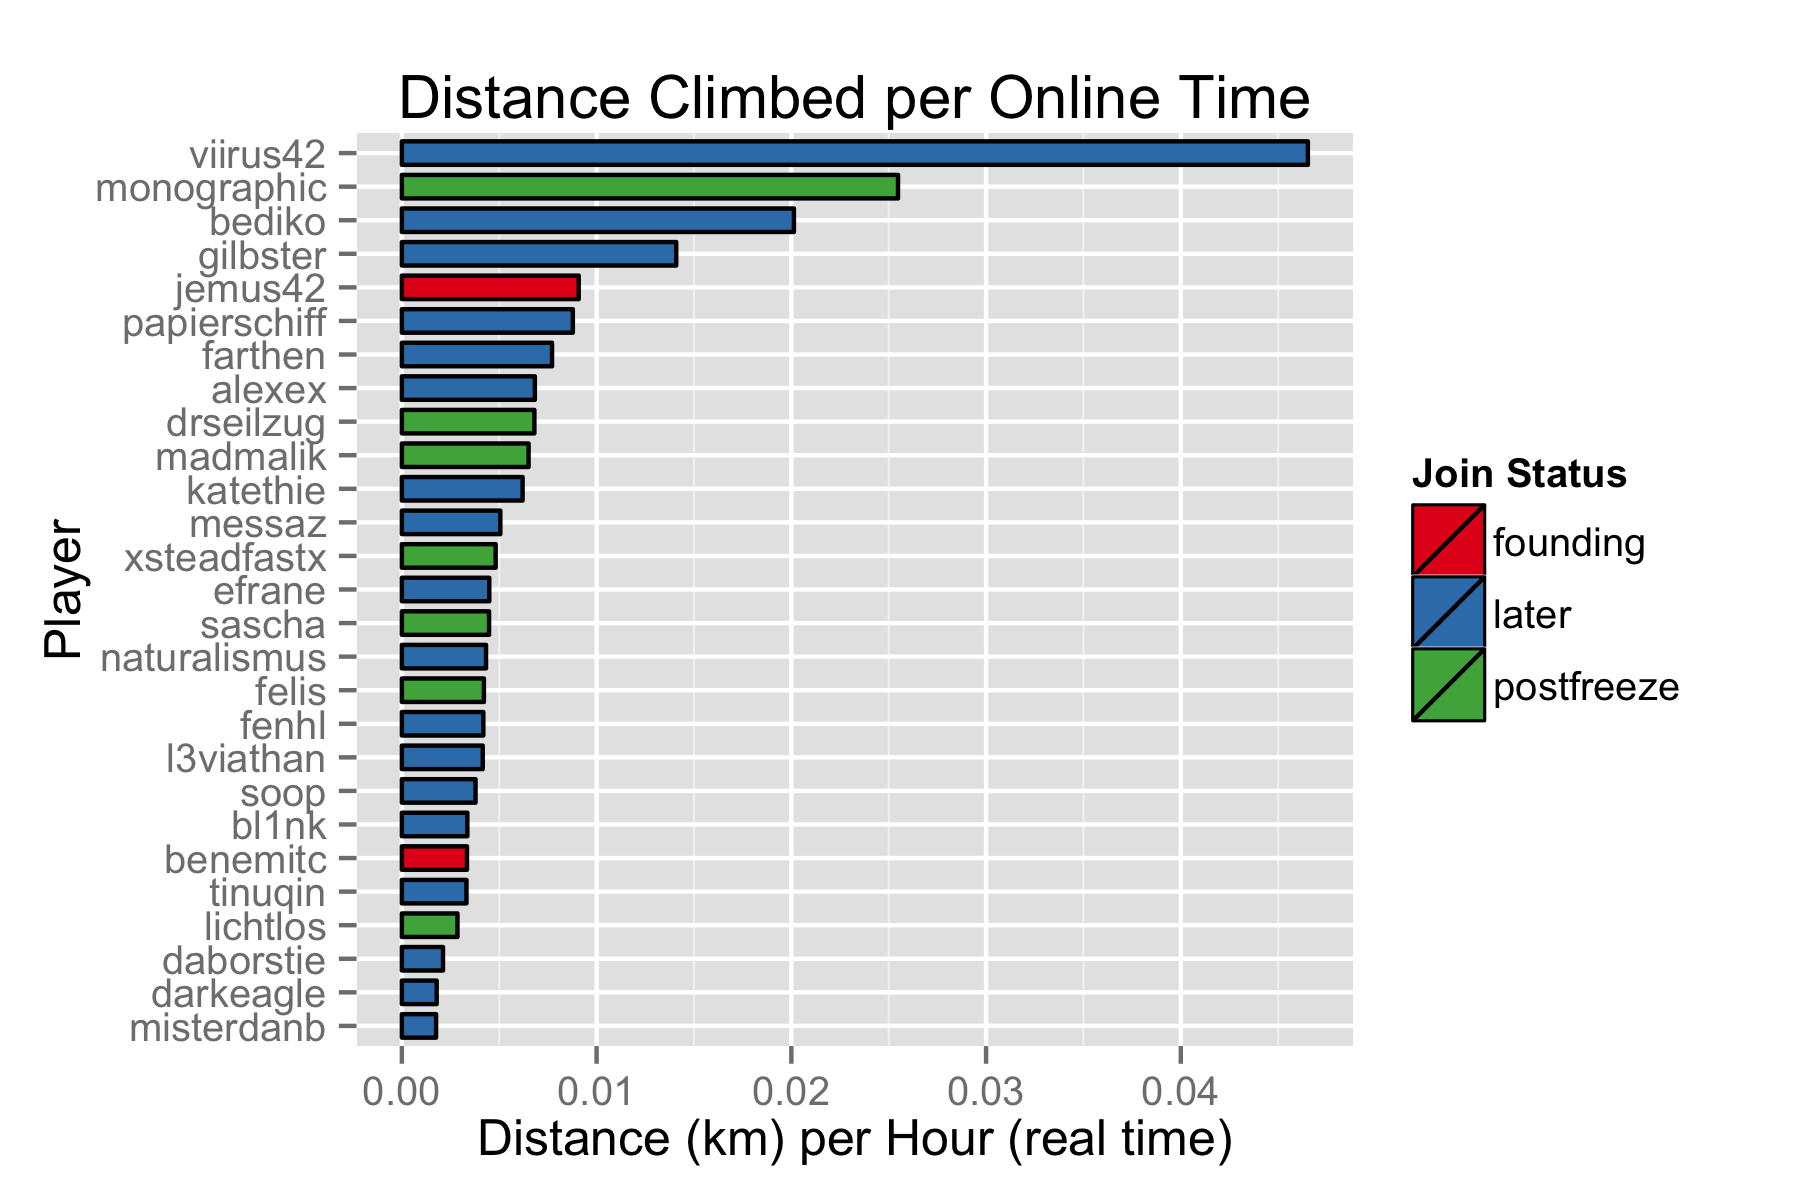 Distance Climbed per Online Time
viirus42
monographic
bediko
gilbster
jemus42
papierschiff
farthen
alexex
drseilzug
madmalik
katethie
messaz
xsteadfastx
efrane
sascha
naturalismus
felis
fenhl
l3viathan
soop
bl1nk
benemitc
tinuqin
lichtlos
daborstie
darkeagle
misterdanb
Player
0.00 0.01 0.02 0.03 0.04
Distance (km) per Hour (real time)
Join Status
founding
later
postfreeze